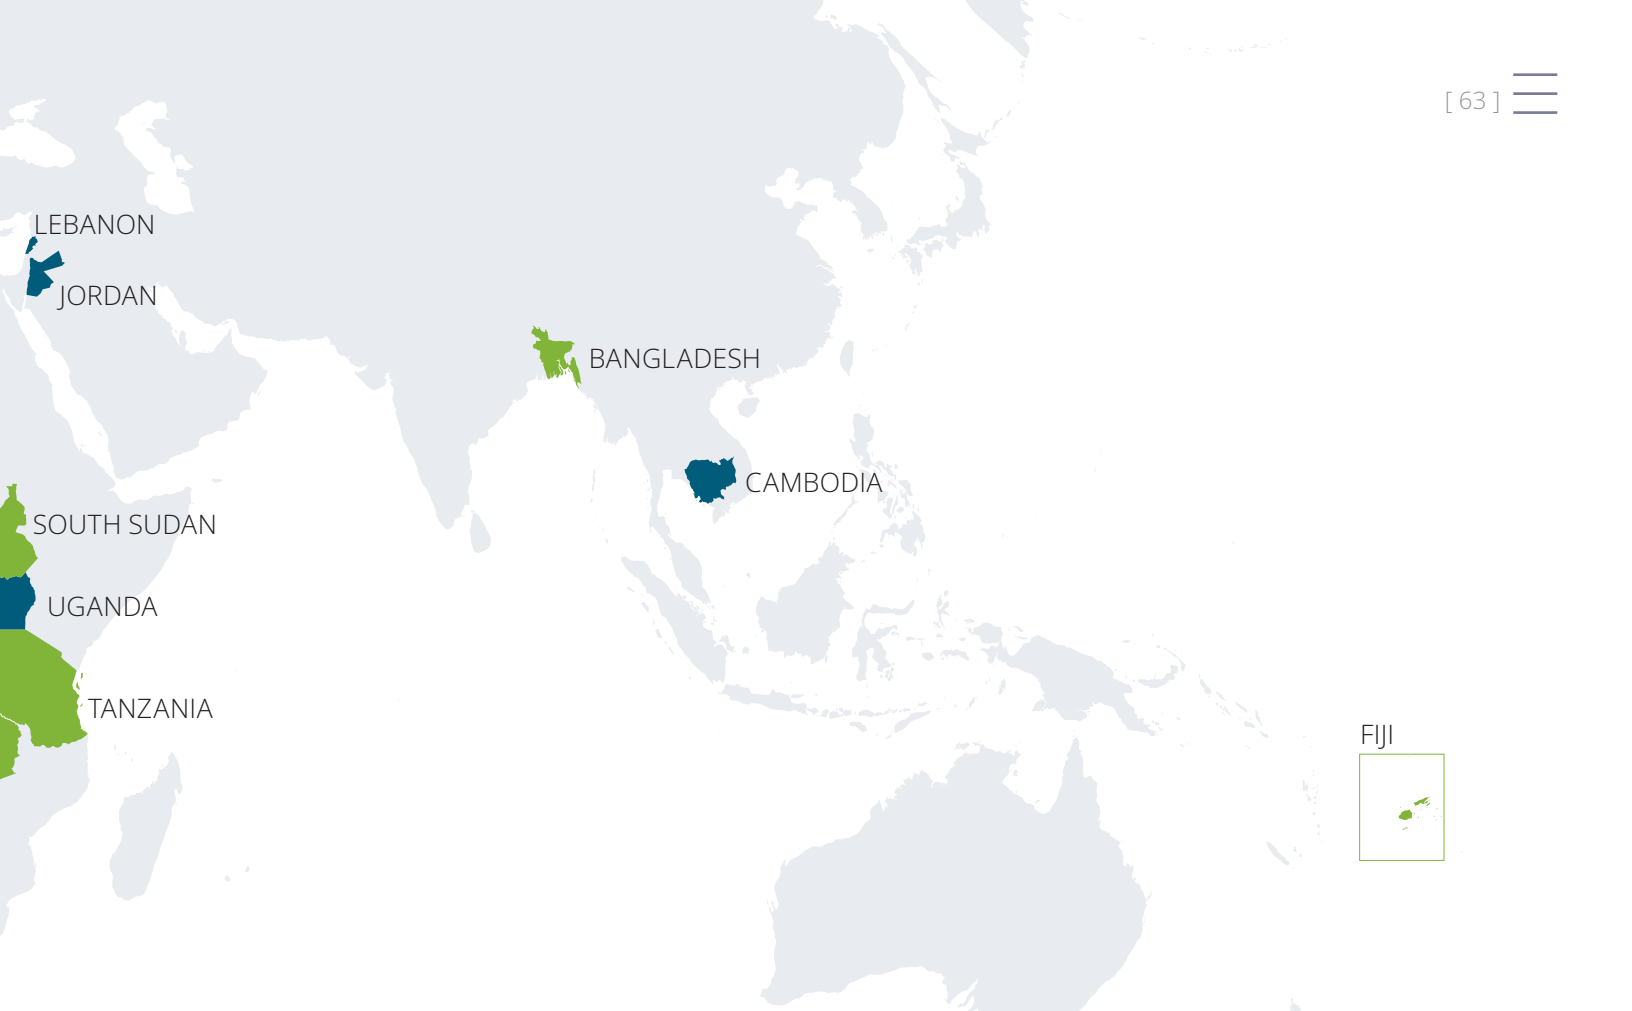 [ 63 ]
LEBANON
JORDAN
BANGLADESH
CAMBODIA
SOUTH SUDAN
UGANDA
TANZANIA
FIJI